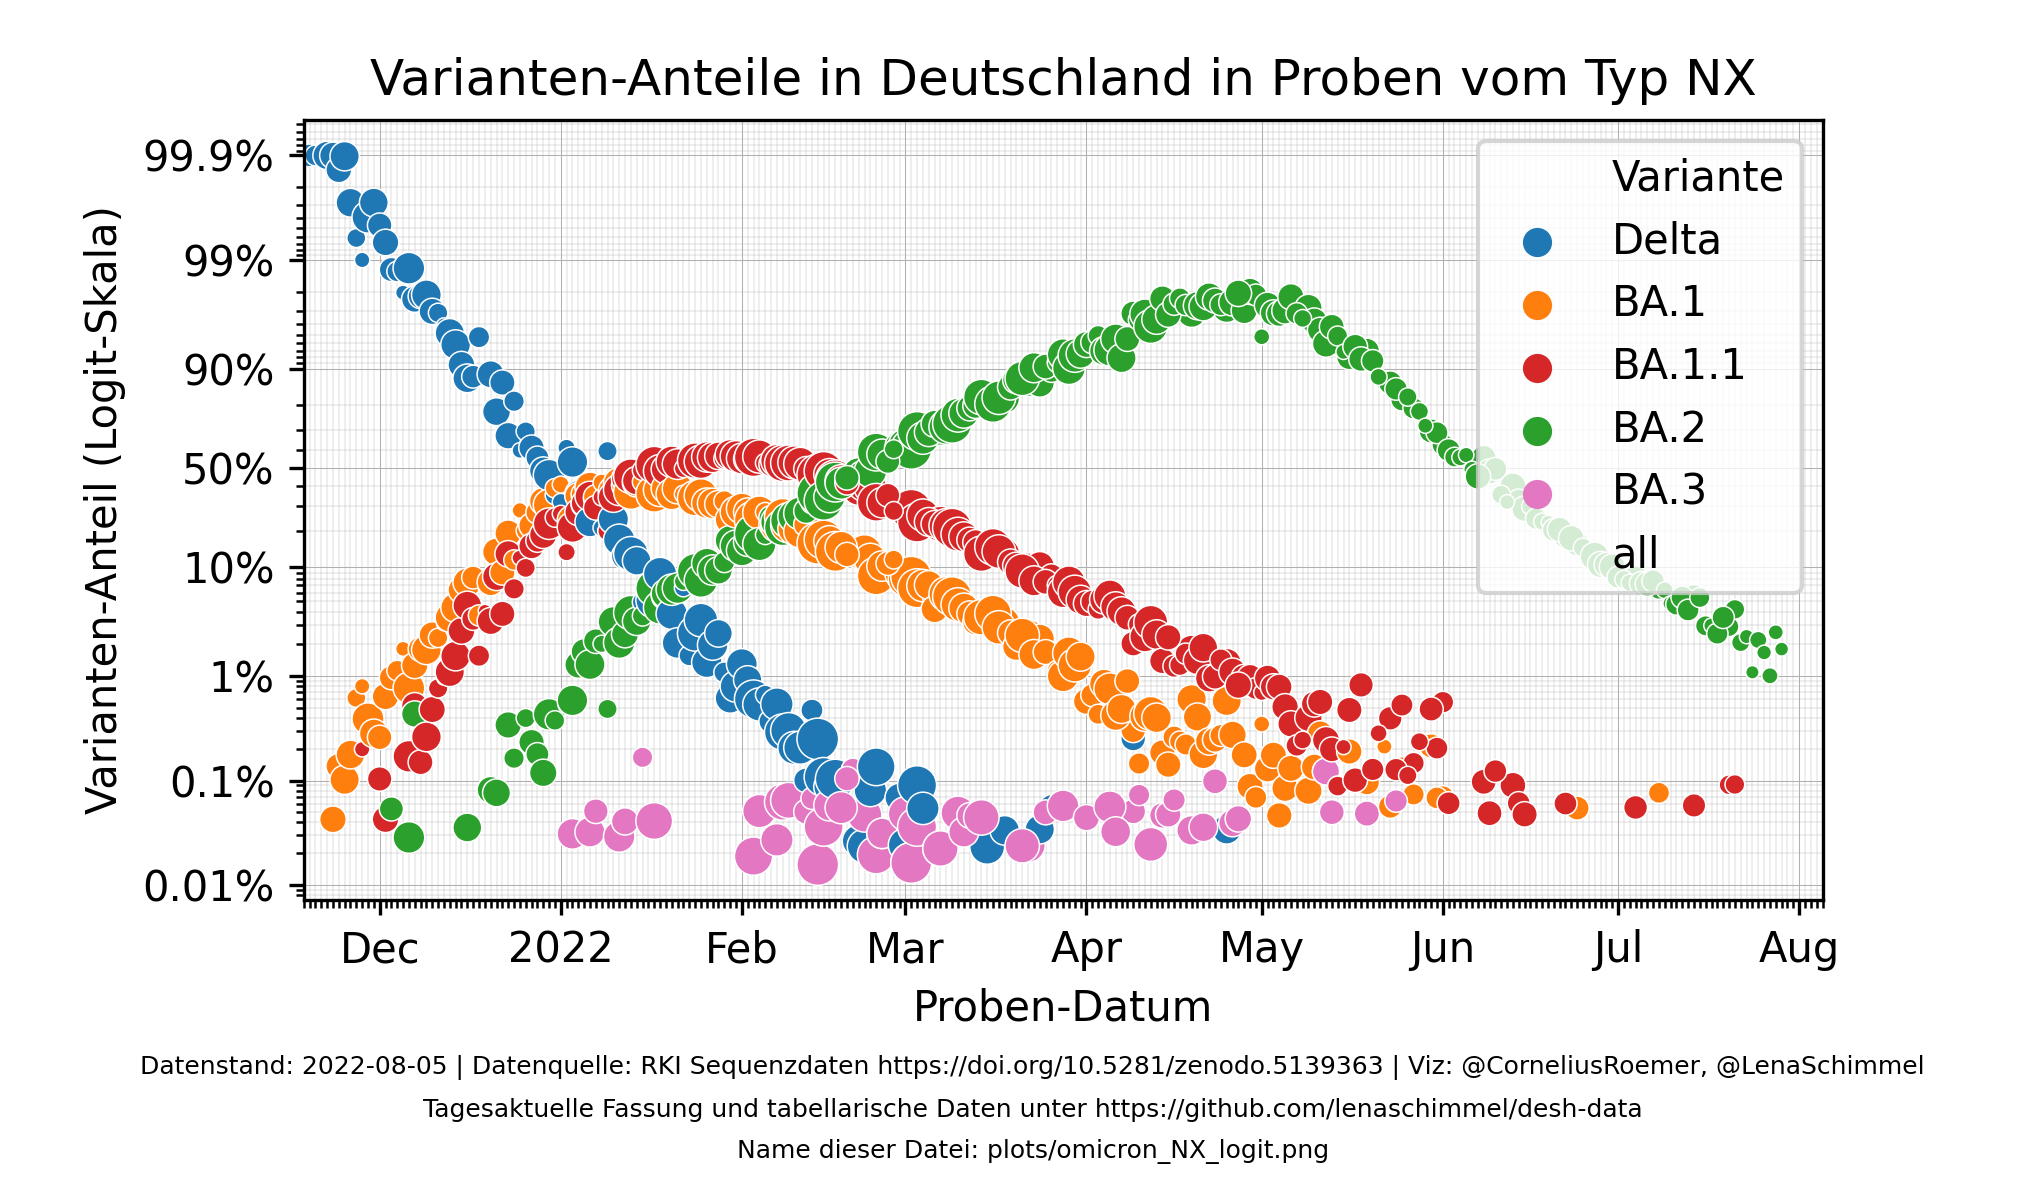 Varianten-Anteile in Deutschland in Proben vom Typ NX
Varianten-Anteil (Logit-Skala)
99.9%
99%
90%
50%
10%
1%
0.1%
0.01%
Variante
Delta
BA.1
BA.1.1
BA.2
BA.3
all
Dec
2022
Feb
Mar
Apr
May
Jun
Jul
Aug
Proben-Datum
Datenstand: 2022-08-05 | Datenquelle: RKI Sequenzdaten https://doi.org/10.5281/zenodo.5139363 | Viz: @CorneliusRoemer, @LenaSchimmel
Tagesaktuelle Fassung und tabellarische Daten unter https://github.com/lenaschimmel/desh-data
Name dieser Datei: plots/omicron_NX_logit.png